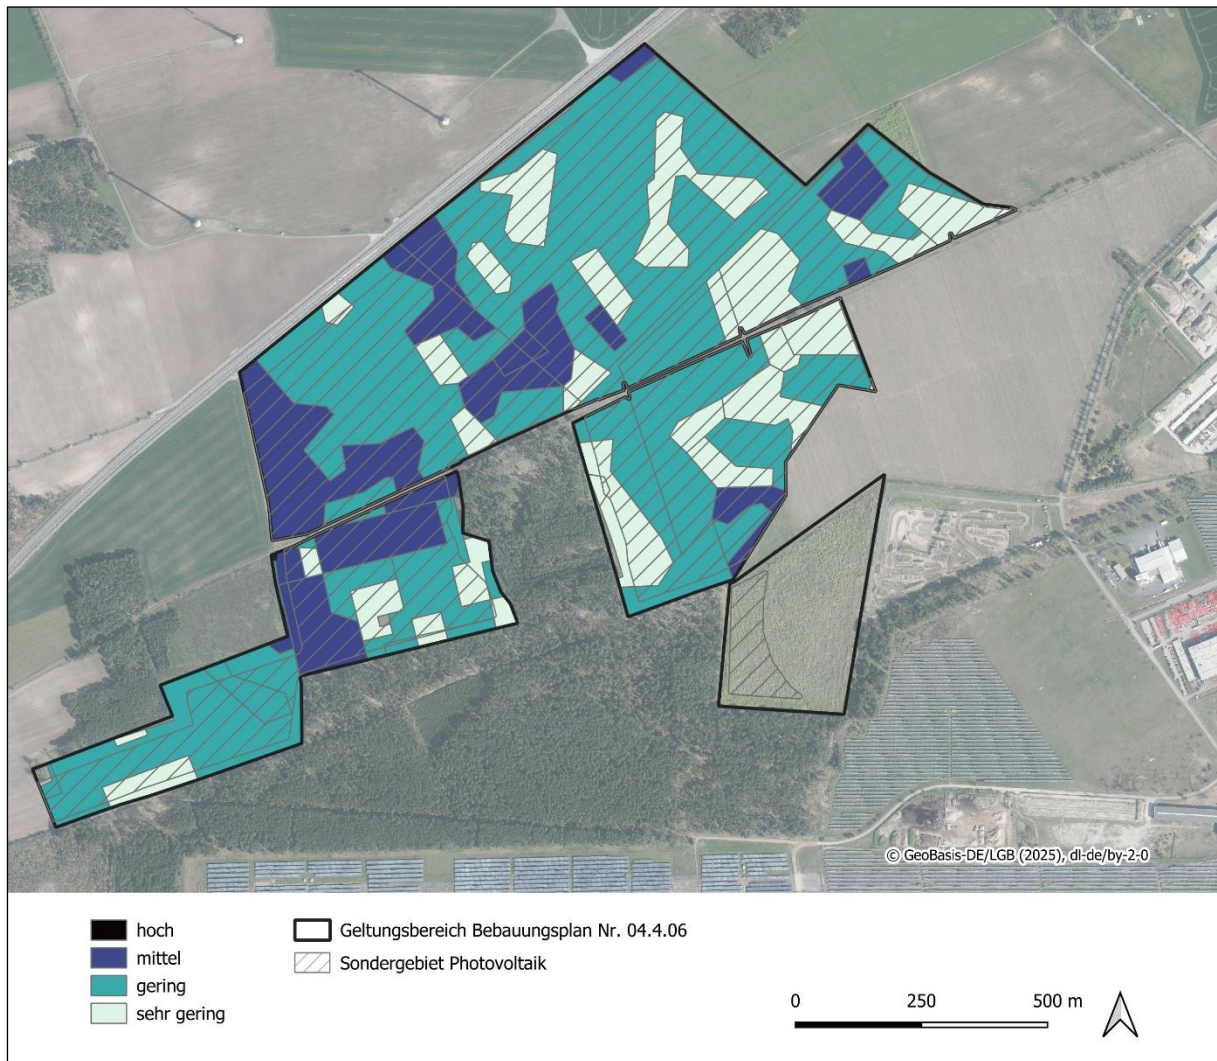 © GeoBasis-DE/LGB (2025), dl-de/by-2-0
hoch
mittel
gering
sehr gering
Geltungsbereich Bebauungsplan Nr. 04.4.06
Sondergebiet Photovoltaik
0 250 500 m